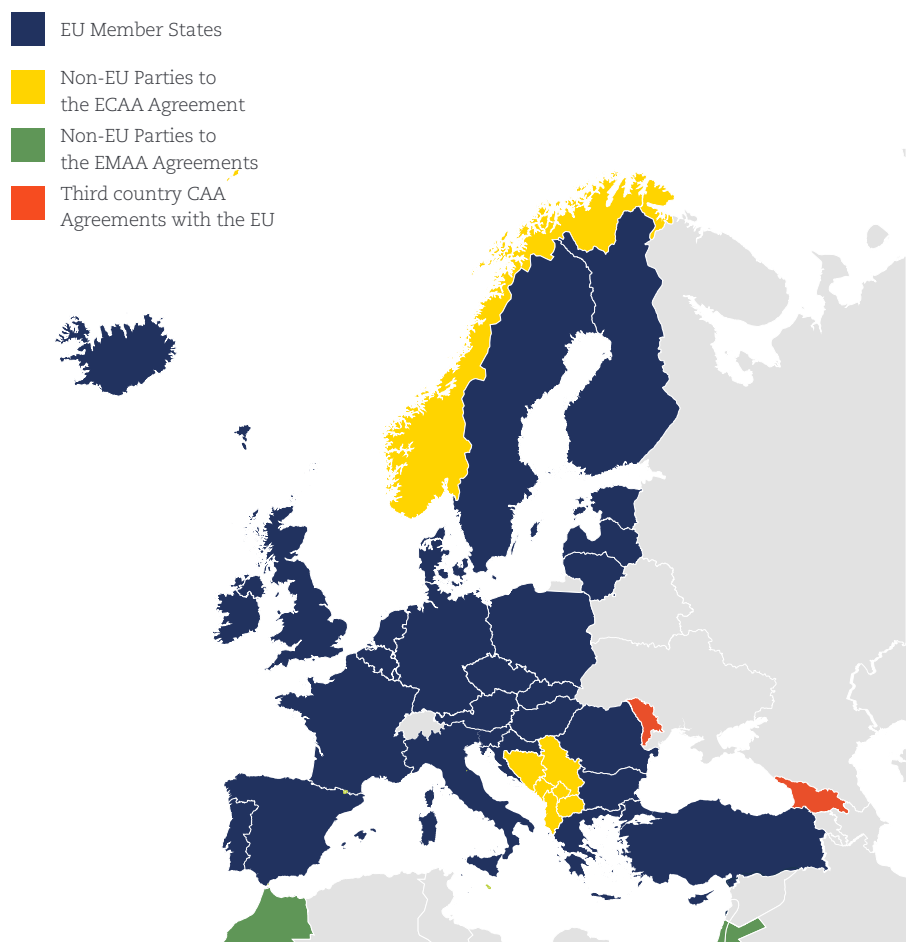 EU Member States
Non-EU Parties to
the ECAA Agreement
Non-EU Parties to
the EMAA Agreements
Third country CAA
Agreements with the EU